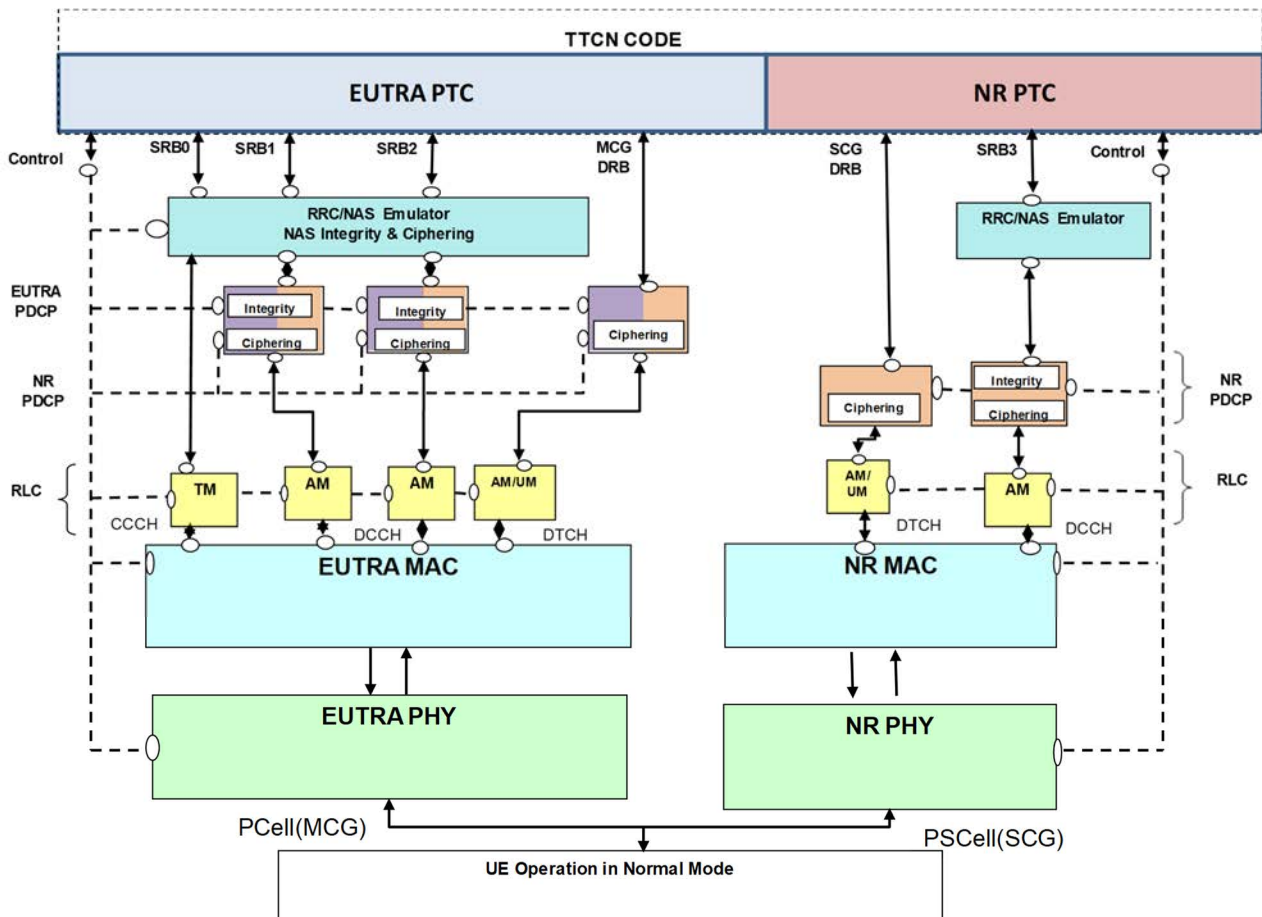 TTCN CODE
EUTRA PTC
NR PTC
Control
SRB0
SRB1
SRB2
MCG
DRB
SCG
DRB
SRB3
Control
RRC/NAS Emulator
NAS Integrity & Ciphering
RRC/NAS Emulator
EUTRA
PDCP
Integrity
Ciphering
Integrity
Ciphering
Ciphering
NR
PDCP
Ciphering
Integrity
Ciphering
NR
PDCP
RLC
TM
AM
AM
AM/UM
AM/
UM
AM
RLC
CCCH
DCCH
DTCH
DTCH
DCCH
EUTRA MAC
NR MAC
EUTRA PHY
NR PHY
PCell(MCG)
PSCell(SCG)
UE Operation in Normal Mode